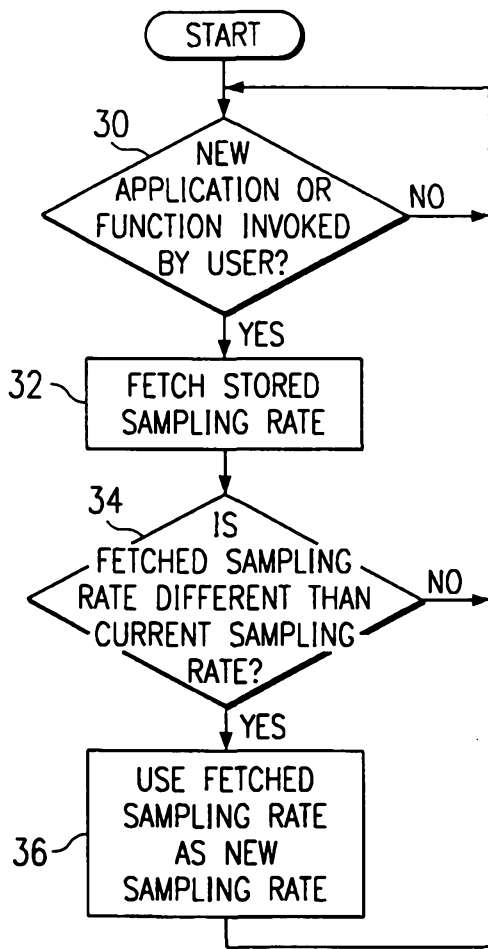 START
30
NEW
APPLICATION OR
FUNCTION INVOKED
BY USER?
NO
YES
32
FETCH STORED
SAMPLING RATE
34
IS
FETCHED SAMPLING
RATE DIFFERENT THAN
CURRENT SAMPLING
RATE?
NO
YES
36
USE FETCHED
SAMPLING RATE
AS NEW
SAMPLING RATE